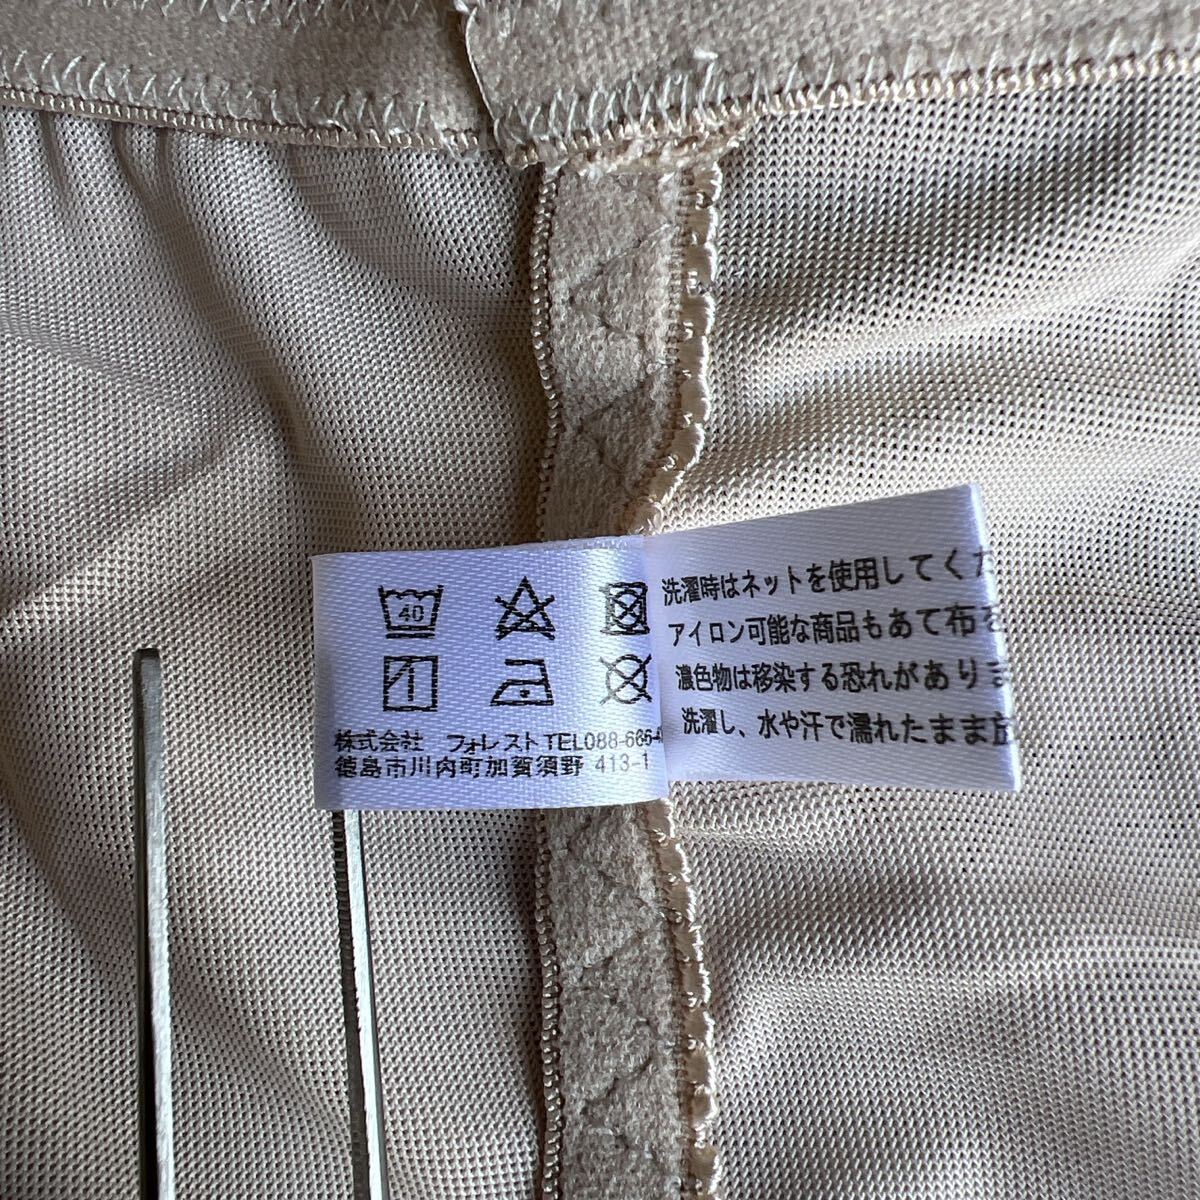 40
株式会社 フォレスト TEL088-665-
徳島市川内町加賀須野 413-1
洗濯時はネットを使用してくだ
アイロン可能な商品もあて布を
濃色物は移染する恐れがありま
洗濯し、水や汗で濡れたまま放